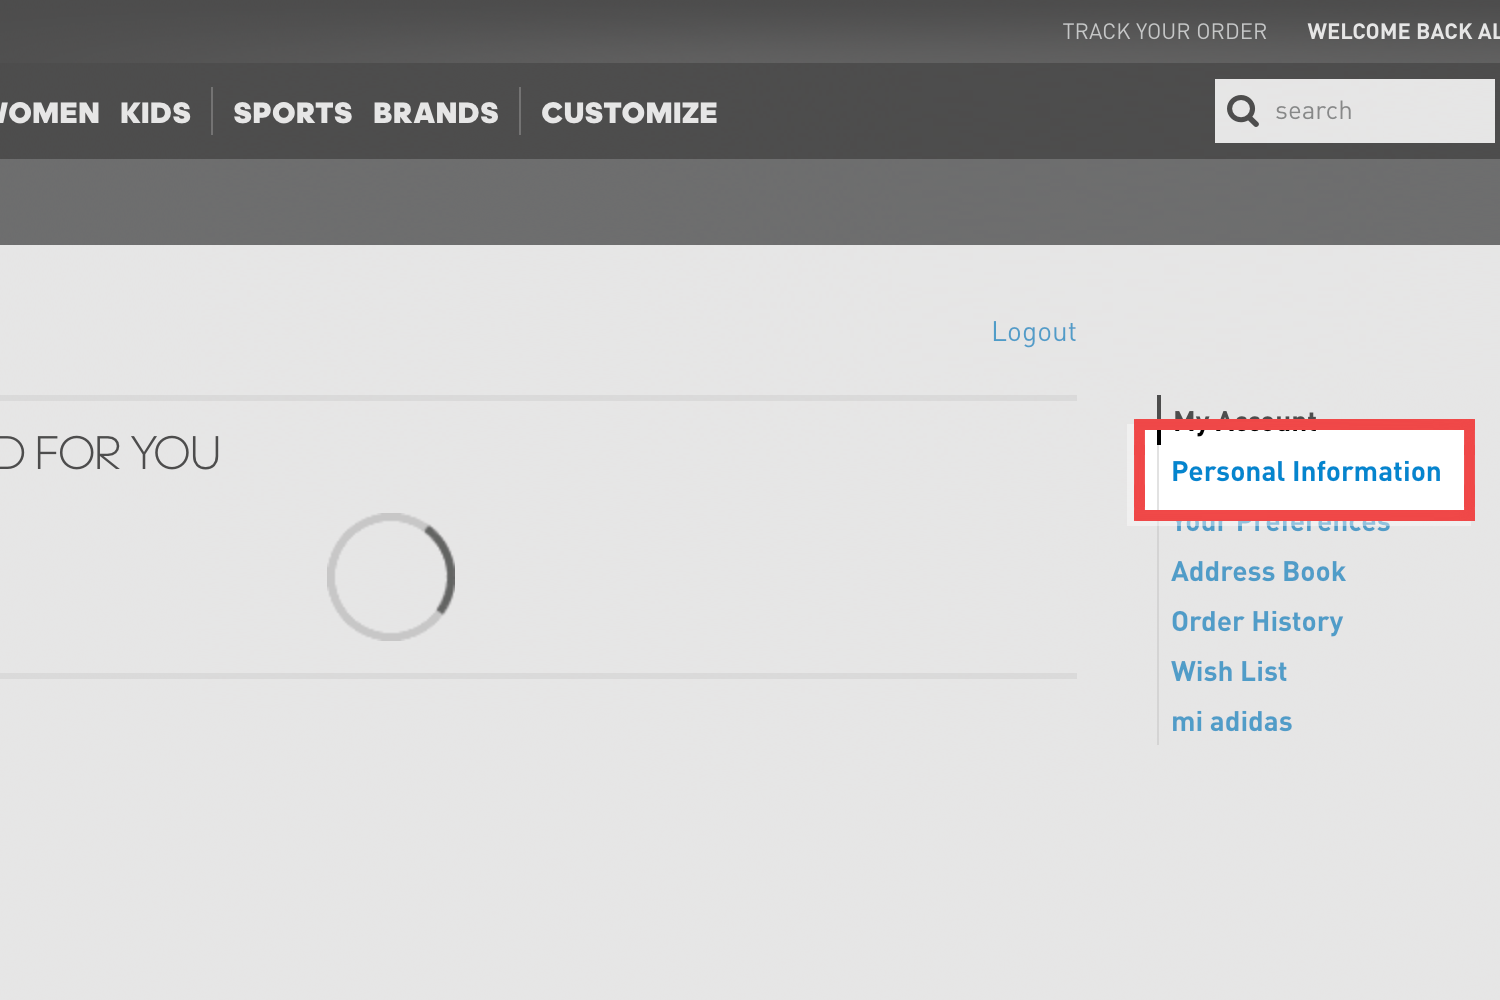 TRACK YOUR ORDER WELCOME BACK AL
WOMEN KIDS SPORTS BRANDS CUSTOMIZE search
Logout
D FOR YOU
My Account
Personal Information
Your Preferences
Address Book
Order History
Wish List
mi adidas